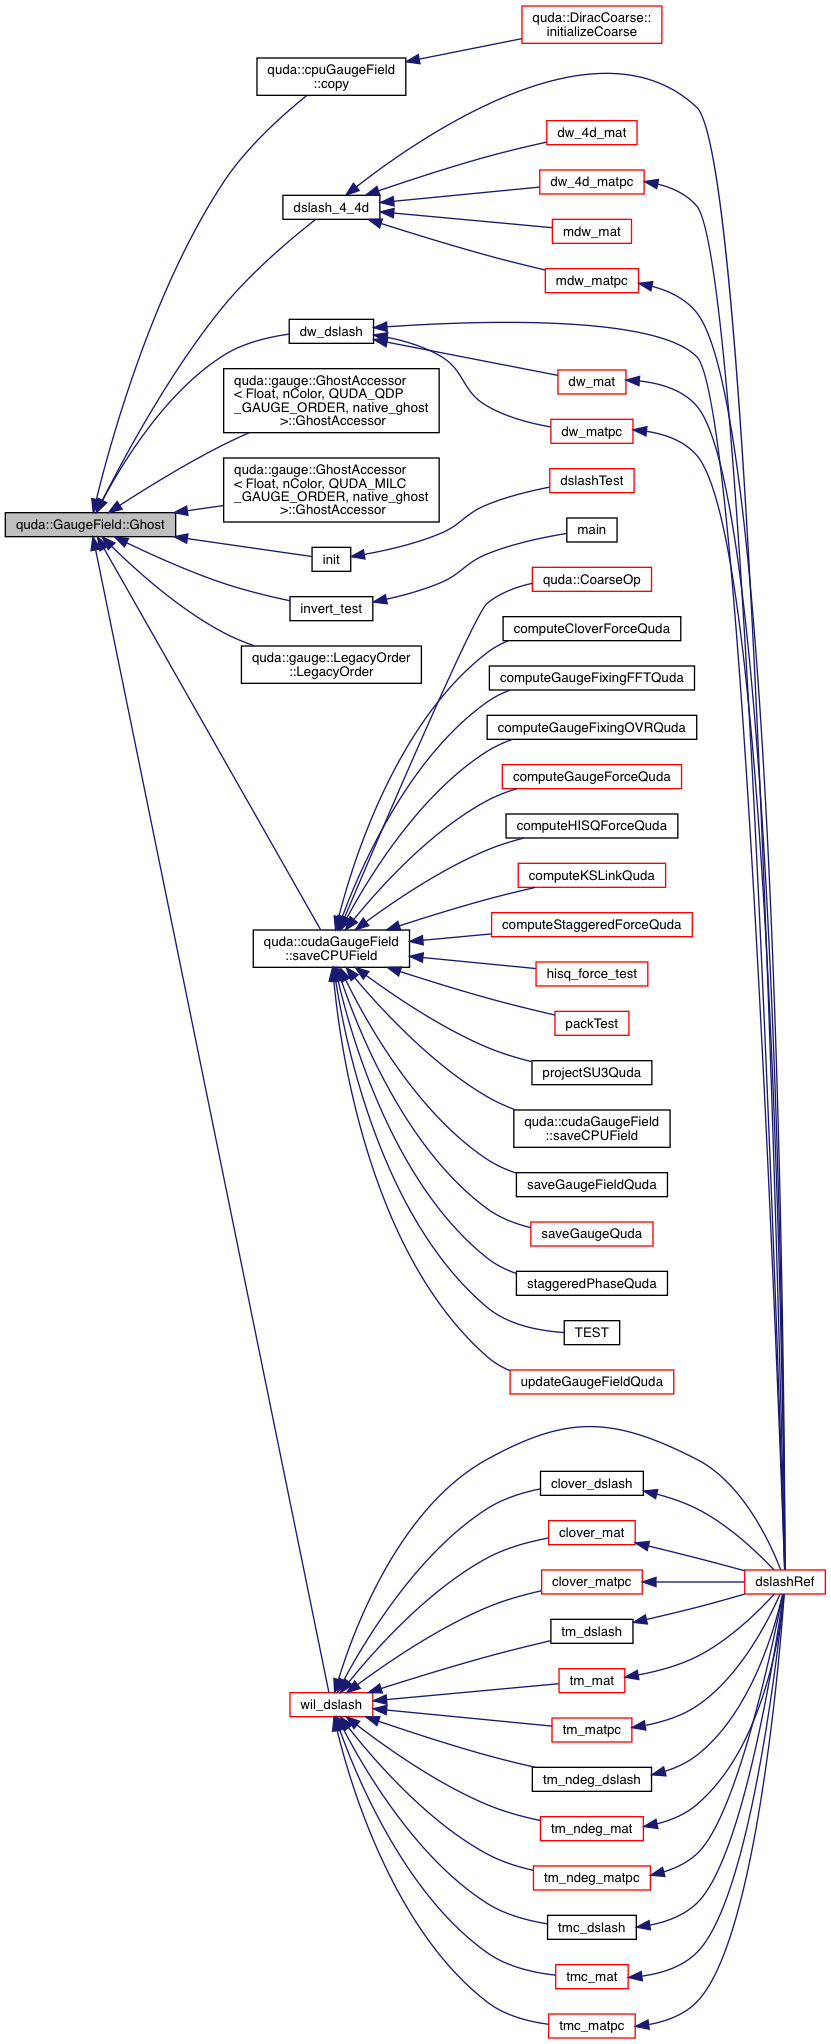 quda::DiracCoarse::
initializeCoarse
quda::cpuGaugeField
::copy
dw_4d_mat
dw_4d_matpc
dslash_4_4d
mdw_mat
mdw_matpc
dw_dslash
quda::gauge::GhostAccessor
< Float, nColor, QUDA_QDP
_GAUGE_ORDER, native_ghost
>::GhostAccessor
dw_mat
dw_matpc
quda::gauge::GhostAccessor
< Float, nColor, QUDA_MILC
_GAUGE_ORDER, native_ghost
>::GhostAccessor
dslashTest
quda::GaugeField::Ghost
main
init
quda::CoarseOp
invert_test
computeCloverForceQuda
quda::gauge::LegacyOrder
::LegacyOrder
computeGaugeFixingFFTQuda
computeGaugeFixingOVRQuda
computeGaugeForceQuda
computeHISQForceQuda
computeKSLinkQuda
computeStaggeredForceQuda
quda::cudaGaugeField
::saveCPUField
hisq_force_test
packTest
projectSU3Quda
quda::cudaGaugeField
::saveCPUField
saveGaugeFieldQuda
saveGaugeQuda
staggeredPhaseQuda
TEST
updateGaugeFieldQuda
clover_dslash
clover_mat
clover_matpc
dslashRef
tm_dslash
tm_mat
wil_dslash
tm_matpc
tm_ndeg_dslash
tm_ndeg_mat
tm_ndeg_matpc
tmc_dslash
tmc_mat
tmc_matpc